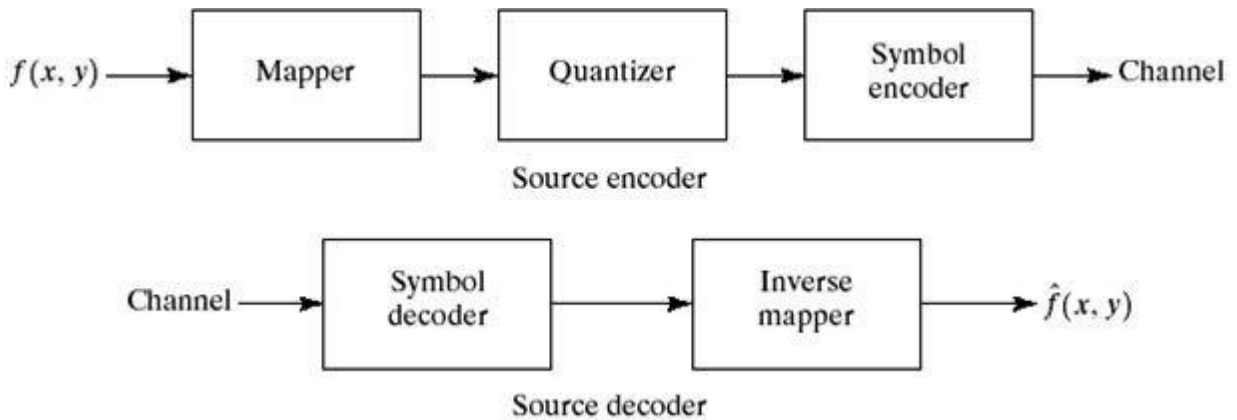 f(x, y) Mapper Quantizer Symbol encoder Channel
Source encoder
Channel Symbol decoder Inverse mapper f̂(x, y)
Source decoder